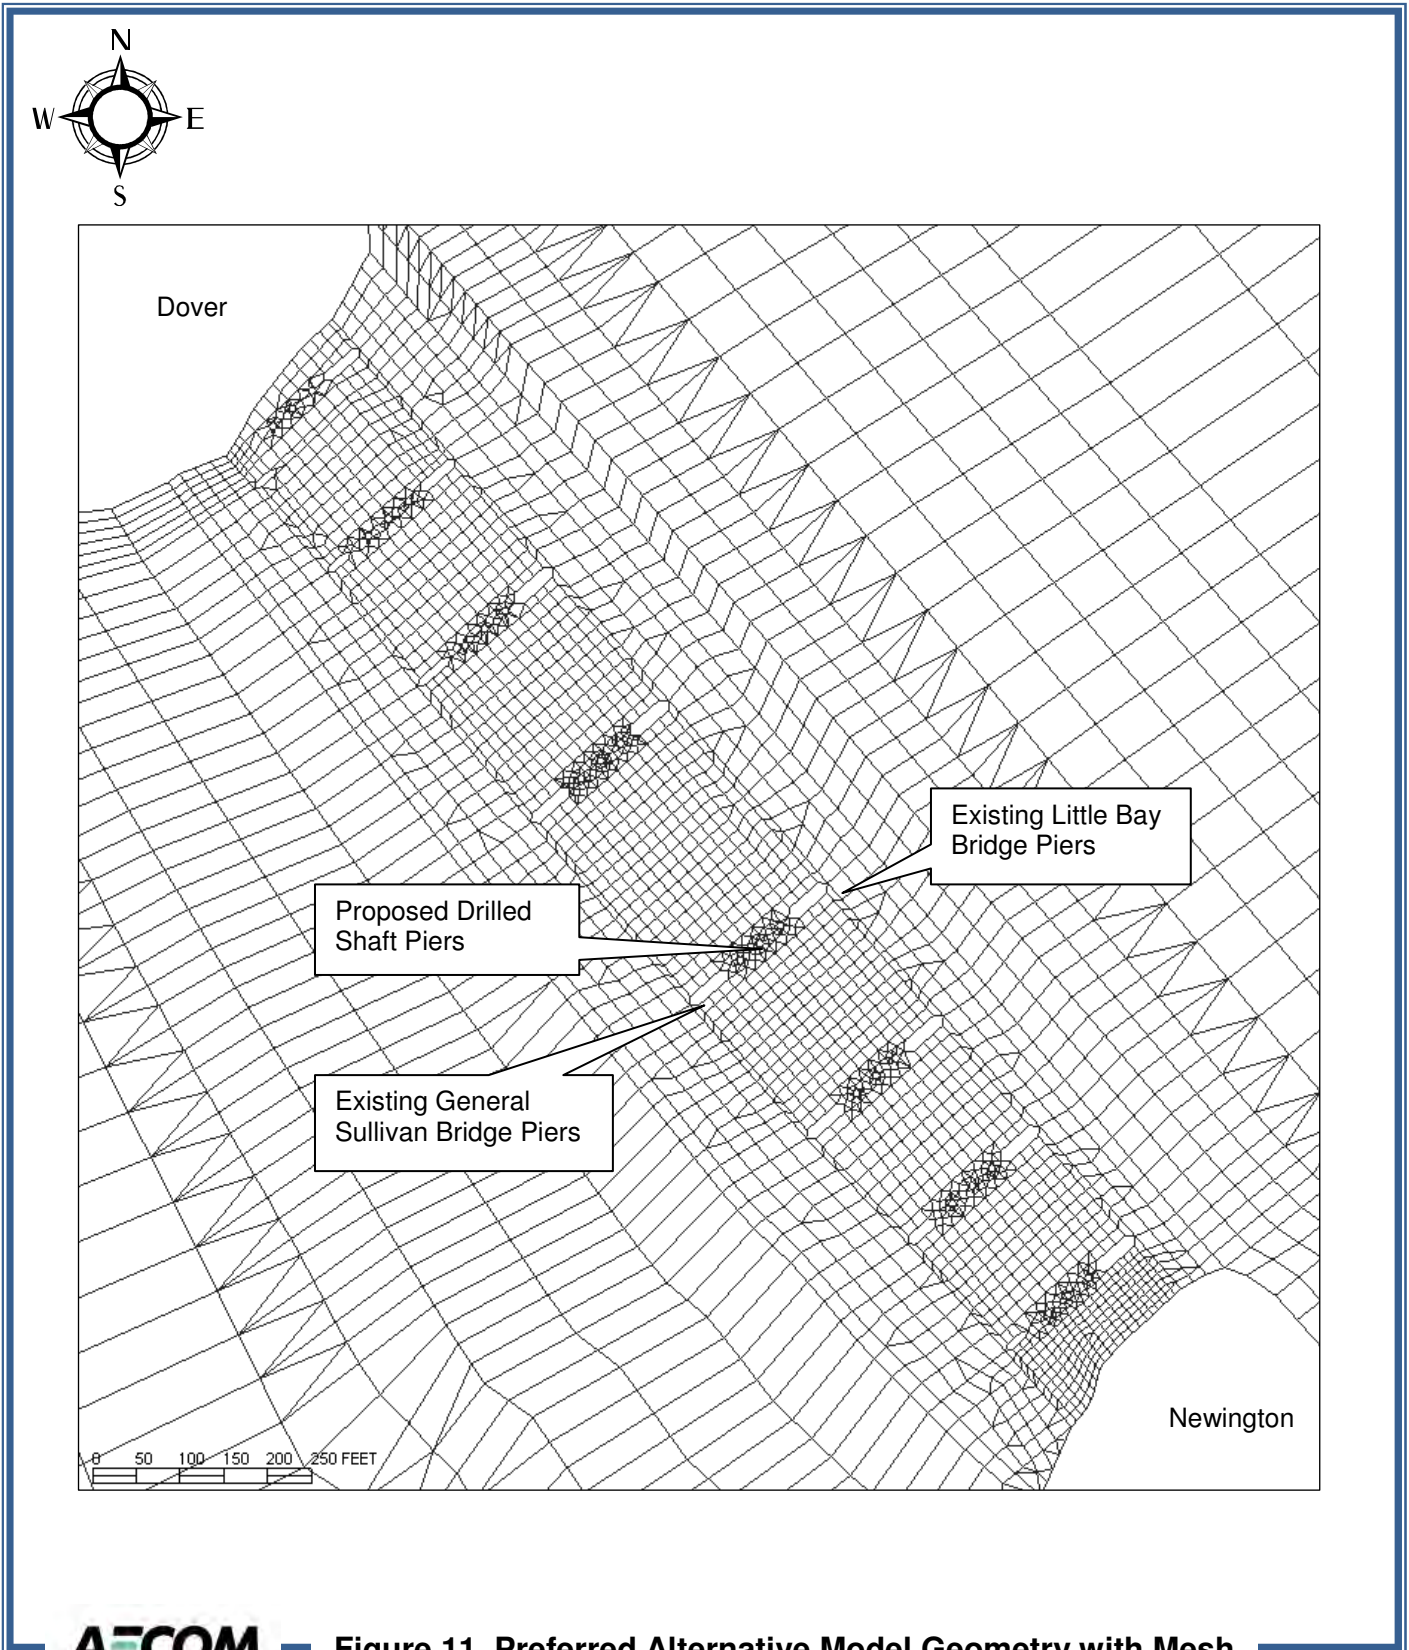 N
W E
S
Dover
Existing Little Bay
Bridge Piers
Proposed Drilled
Shaft Piers
Existing General
Sullivan Bridge Piers
Newington
0 50 100 150 200 250 FEET
AECOM
Figure 11. Preferred Alternative Model Geometry with Mesh